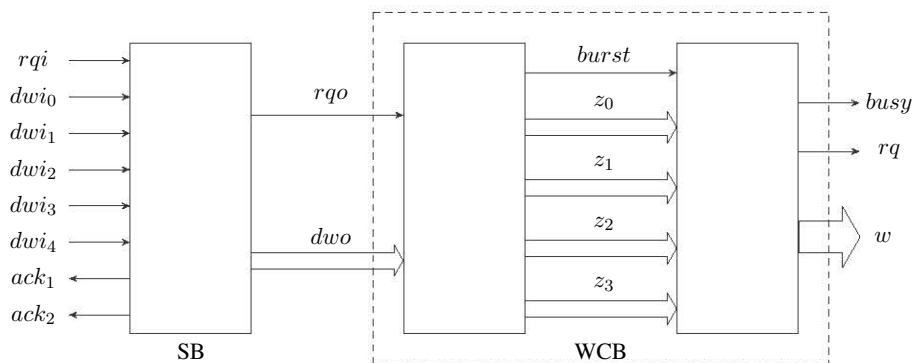 rqi
dwi₀
dwi₁
dwi₂
dwi₃
dwi₄
ack₁
ack₂
SB
rqo
dwo
burst
z₀
z₁
z₂
z₃
WCB
busy
rq
w